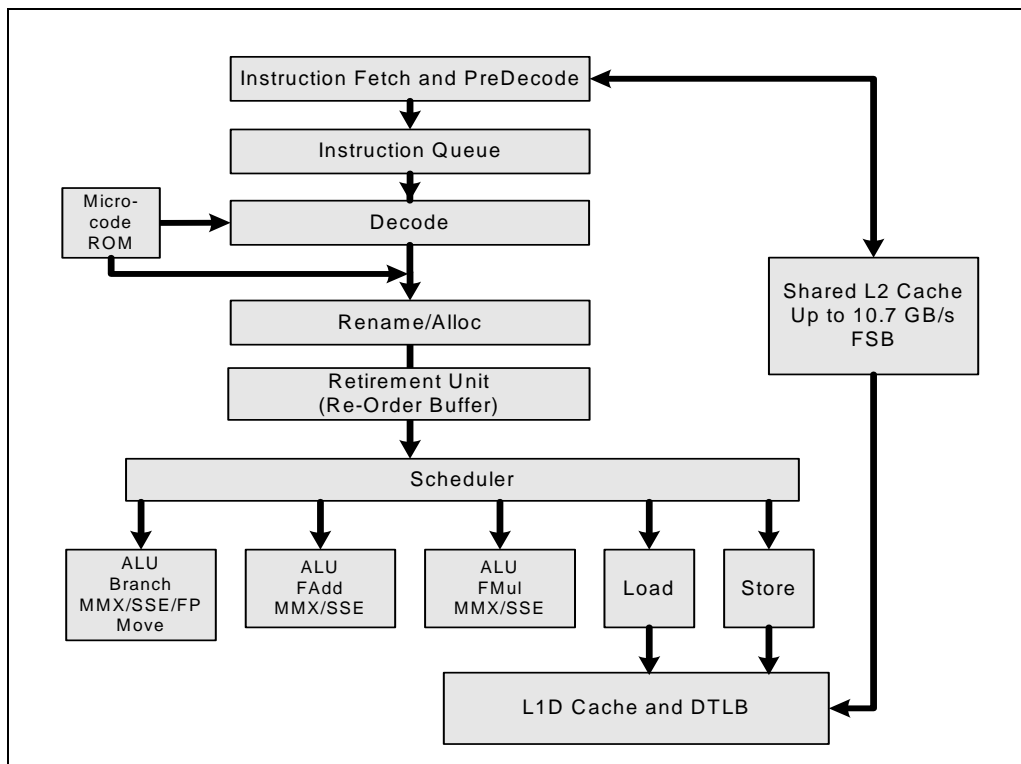 Instruction Fetch and PreDecode
Instruction Queue
Micro-
code
ROM
Decode
Shared L2 Cache
Up to 10.7 GB/s
FSB
Rename/Alloc
Retirement Unit
(Re-Order Buffer)
Scheduler
ALU
Branch
MMX/SSE/FP
Move
ALU
FAdd
MMX/SSE
ALU
FMul
MMX/SSE
Load
Store
L1D Cache and DTLB